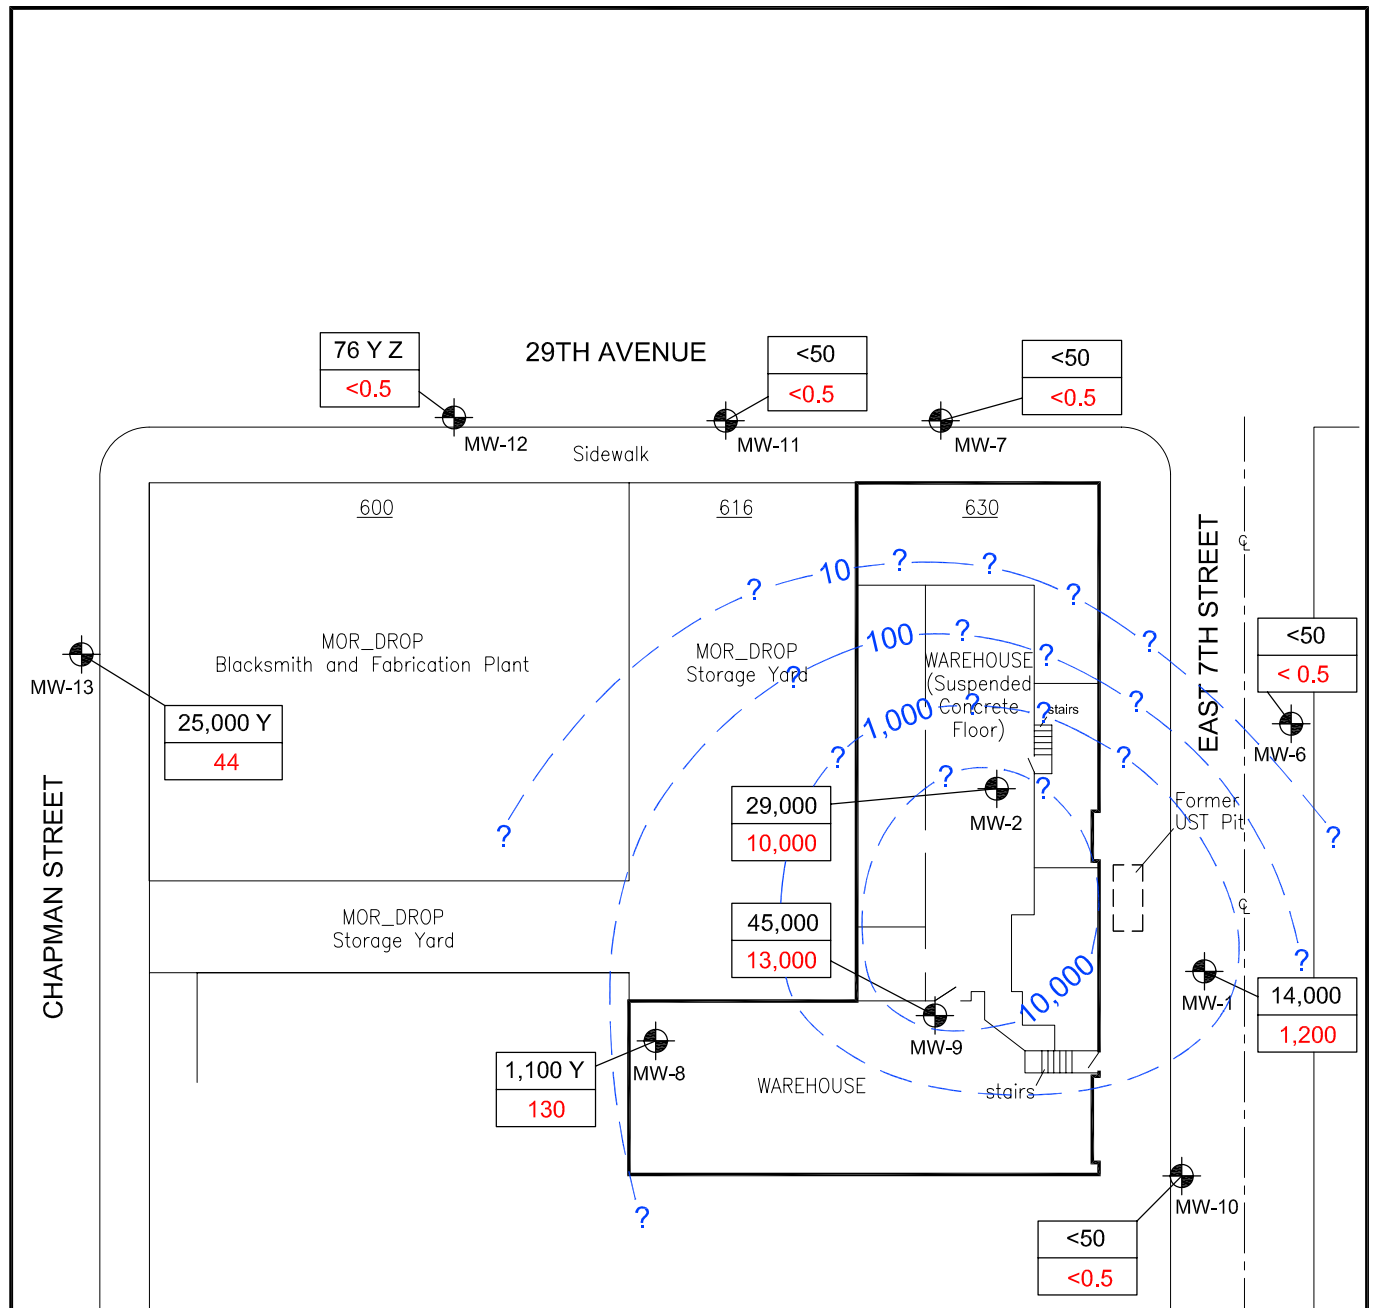 76 Y Z
<0.5
29TH AVENUE
<50
<0.5
<50
<0.5
MW-12
MW-11
MW-7
Sidewalk
600
616
630
EAST 7TH STREET
℄
?
10
?
?
?
?
?
100
?
?
?
?
MOR_DROP
Blacksmith and Fabrication Plant
MOR_DROP
Storage Yard
WAREHOUSE
(Suspended
Concrete
Floor)
stairs
<50
< 0.5
MW-6
MW-13
25,000 Y
44
1,000
?
?
?
?
?
?
MW-2
29,000
10,000
Former
UST Pit
?
?
CHAPMAN STREET
MOR_DROP
Storage Yard
45,000
13,000
℄
?
10,000
MW-1
14,000
1,200
MW-9
MW-8
1,100 Y
130
WAREHOUSE
stairs
?
MW-10
<50
<0.5